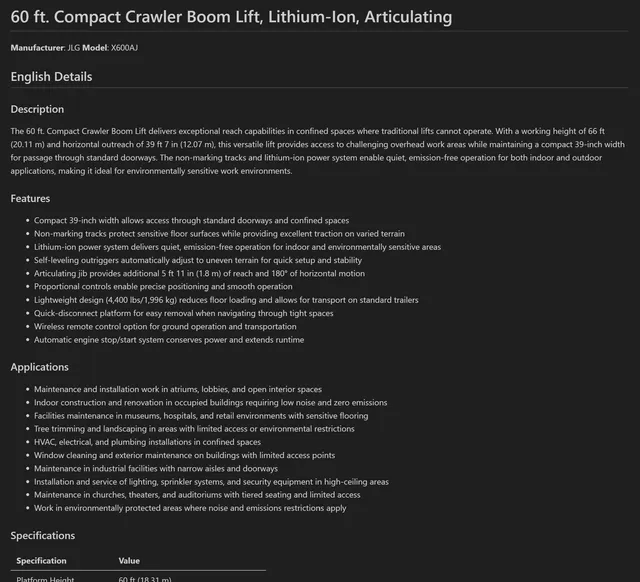 60 ft. Compact Crawler Boom Lift, Lithium-Ion, Articulating
Manufacturer: JLG Model: X600AJ
English Details
Description
The 60 ft. Compact Crawler Boom Lift delivers exceptional reach capabilities in confined spaces where traditional lifts cannot operate. With a working height of 66 ft
(20.11 m) and horizontal outreach of 39 ft 7 in (12.07 m), this versatile lift provides access to challenging overhead work areas while maintaining a compact 39-inch width
for passage through standard doorways. The non-marking tracks and lithium-ion power system enable quiet, emission-free operation for both indoor and outdoor
applications, making it ideal for environmentally sensitive work environments.
Features
• Compact 39-inch width allows access through standard doorways and confined spaces
• Non-marking tracks protect sensitive floor surfaces while providing excellent traction on varied terrain
• Lithium-ion power system delivers quiet, emission-free operation for indoor and environmentally sensitive areas
• Self-leveling outriggers automatically adjust to uneven terrain for quick setup and stability
• Articulating jib provides additional 5 ft 11 in (1.8 m) of reach and 180° of horizontal motion
• Proportional controls enable precise positioning and smooth operation
• Lightweight design (4,400 lbs/1,996 kg) reduces floor loading and allows for transport on standard trailers
• Quick-disconnect platform for easy removal when navigating through tight spaces
• Wireless remote control option for ground operation and transportation
• Automatic engine stop/start system conserves power and extends runtime
Applications
• Maintenance and installation work in atriums, lobbies, and open interior spaces
• Indoor construction and renovation in occupied buildings requiring low noise and zero emissions
• Facilities maintenance in museums, hospitals, and retail environments with sensitive flooring
• Tree trimming and landscaping in areas with limited access or environmental restrictions
• HVAC, electrical, and plumbing installations in confined spaces
• Window cleaning and exterior maintenance on buildings with limited access points
• Maintenance in industrial facilities with narrow aisles and doorways
• Installation and service of lighting, sprinkler systems, and security equipment in high-ceiling areas
• Maintenance in churches, theaters, and auditoriums with tiered seating and limited access
• Work in environmentally protected areas where noise and emissions restrictions apply
Specifications
Specification Value
Platform Height 60 ft (18.31 m)